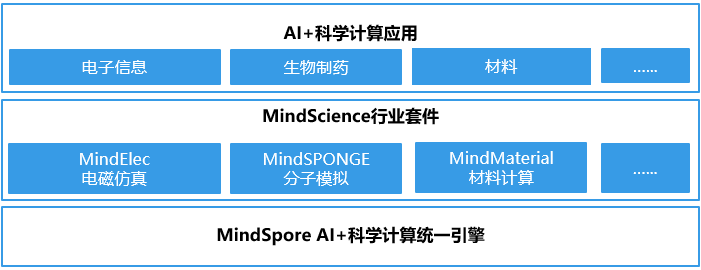 AI+科学计算应用
电子信息
生物制药
材料
……
MindScience行业套件
MindElec
电磁仿真
MindSPONGE
分子模拟
MindMaterial
材料计算
……
MindSpore AI+科学计算统一引擎